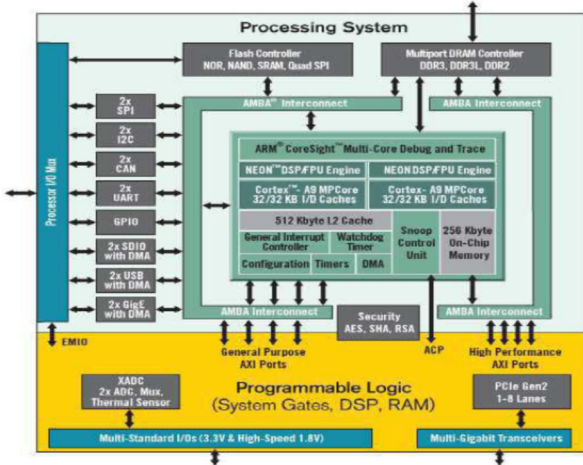 Processing System
Flash Controller
NOR, NAND, SRAM, Quad SPI
Multiport DRAM Controller
DDR3, DDR3L, DDR2
Processor I/O Mux
2x
SPI
2x
I2C
2x
CAN
2x
UART
GPIO
2x SDIO
with DMA
2x USB
with DMA
2x GigE
with DMA
AMBA® Interconnect
AMBA Interconnect
ARM® CoreSight™ Multi-Core Debug and Trace
NEON™ DSP/FPU Engine
NEON DSP/FPU Engine
Cortex™- A9 MPCore
32/32 KB I/D Caches
Cortex- A9 MPCore
32/32 KB I/D Caches
512 Kbyte L2 Cache
General Interrupt
Controller
Watchdog
Timer
Configuration
Timers
DMA
Snoop
Control
Unit
256 Kbyte
On-Chip
Memory
AMBA Interconnect
Security
AES, SHA, RSA
AMBA Interconnect
EMIO
General Purpose
AXI Ports
ACP
High Performance
AXI Ports
XADC
2x ADC, Mux,
Thermal Sensor
Programmable Logic
(System Gates, DSP, RAM)
PCIe Gen2
1-8 Lanes
Multi-Standard I/Os (3.3V & High-Speed 1.8V)
Multi-Gigabit Transceivers